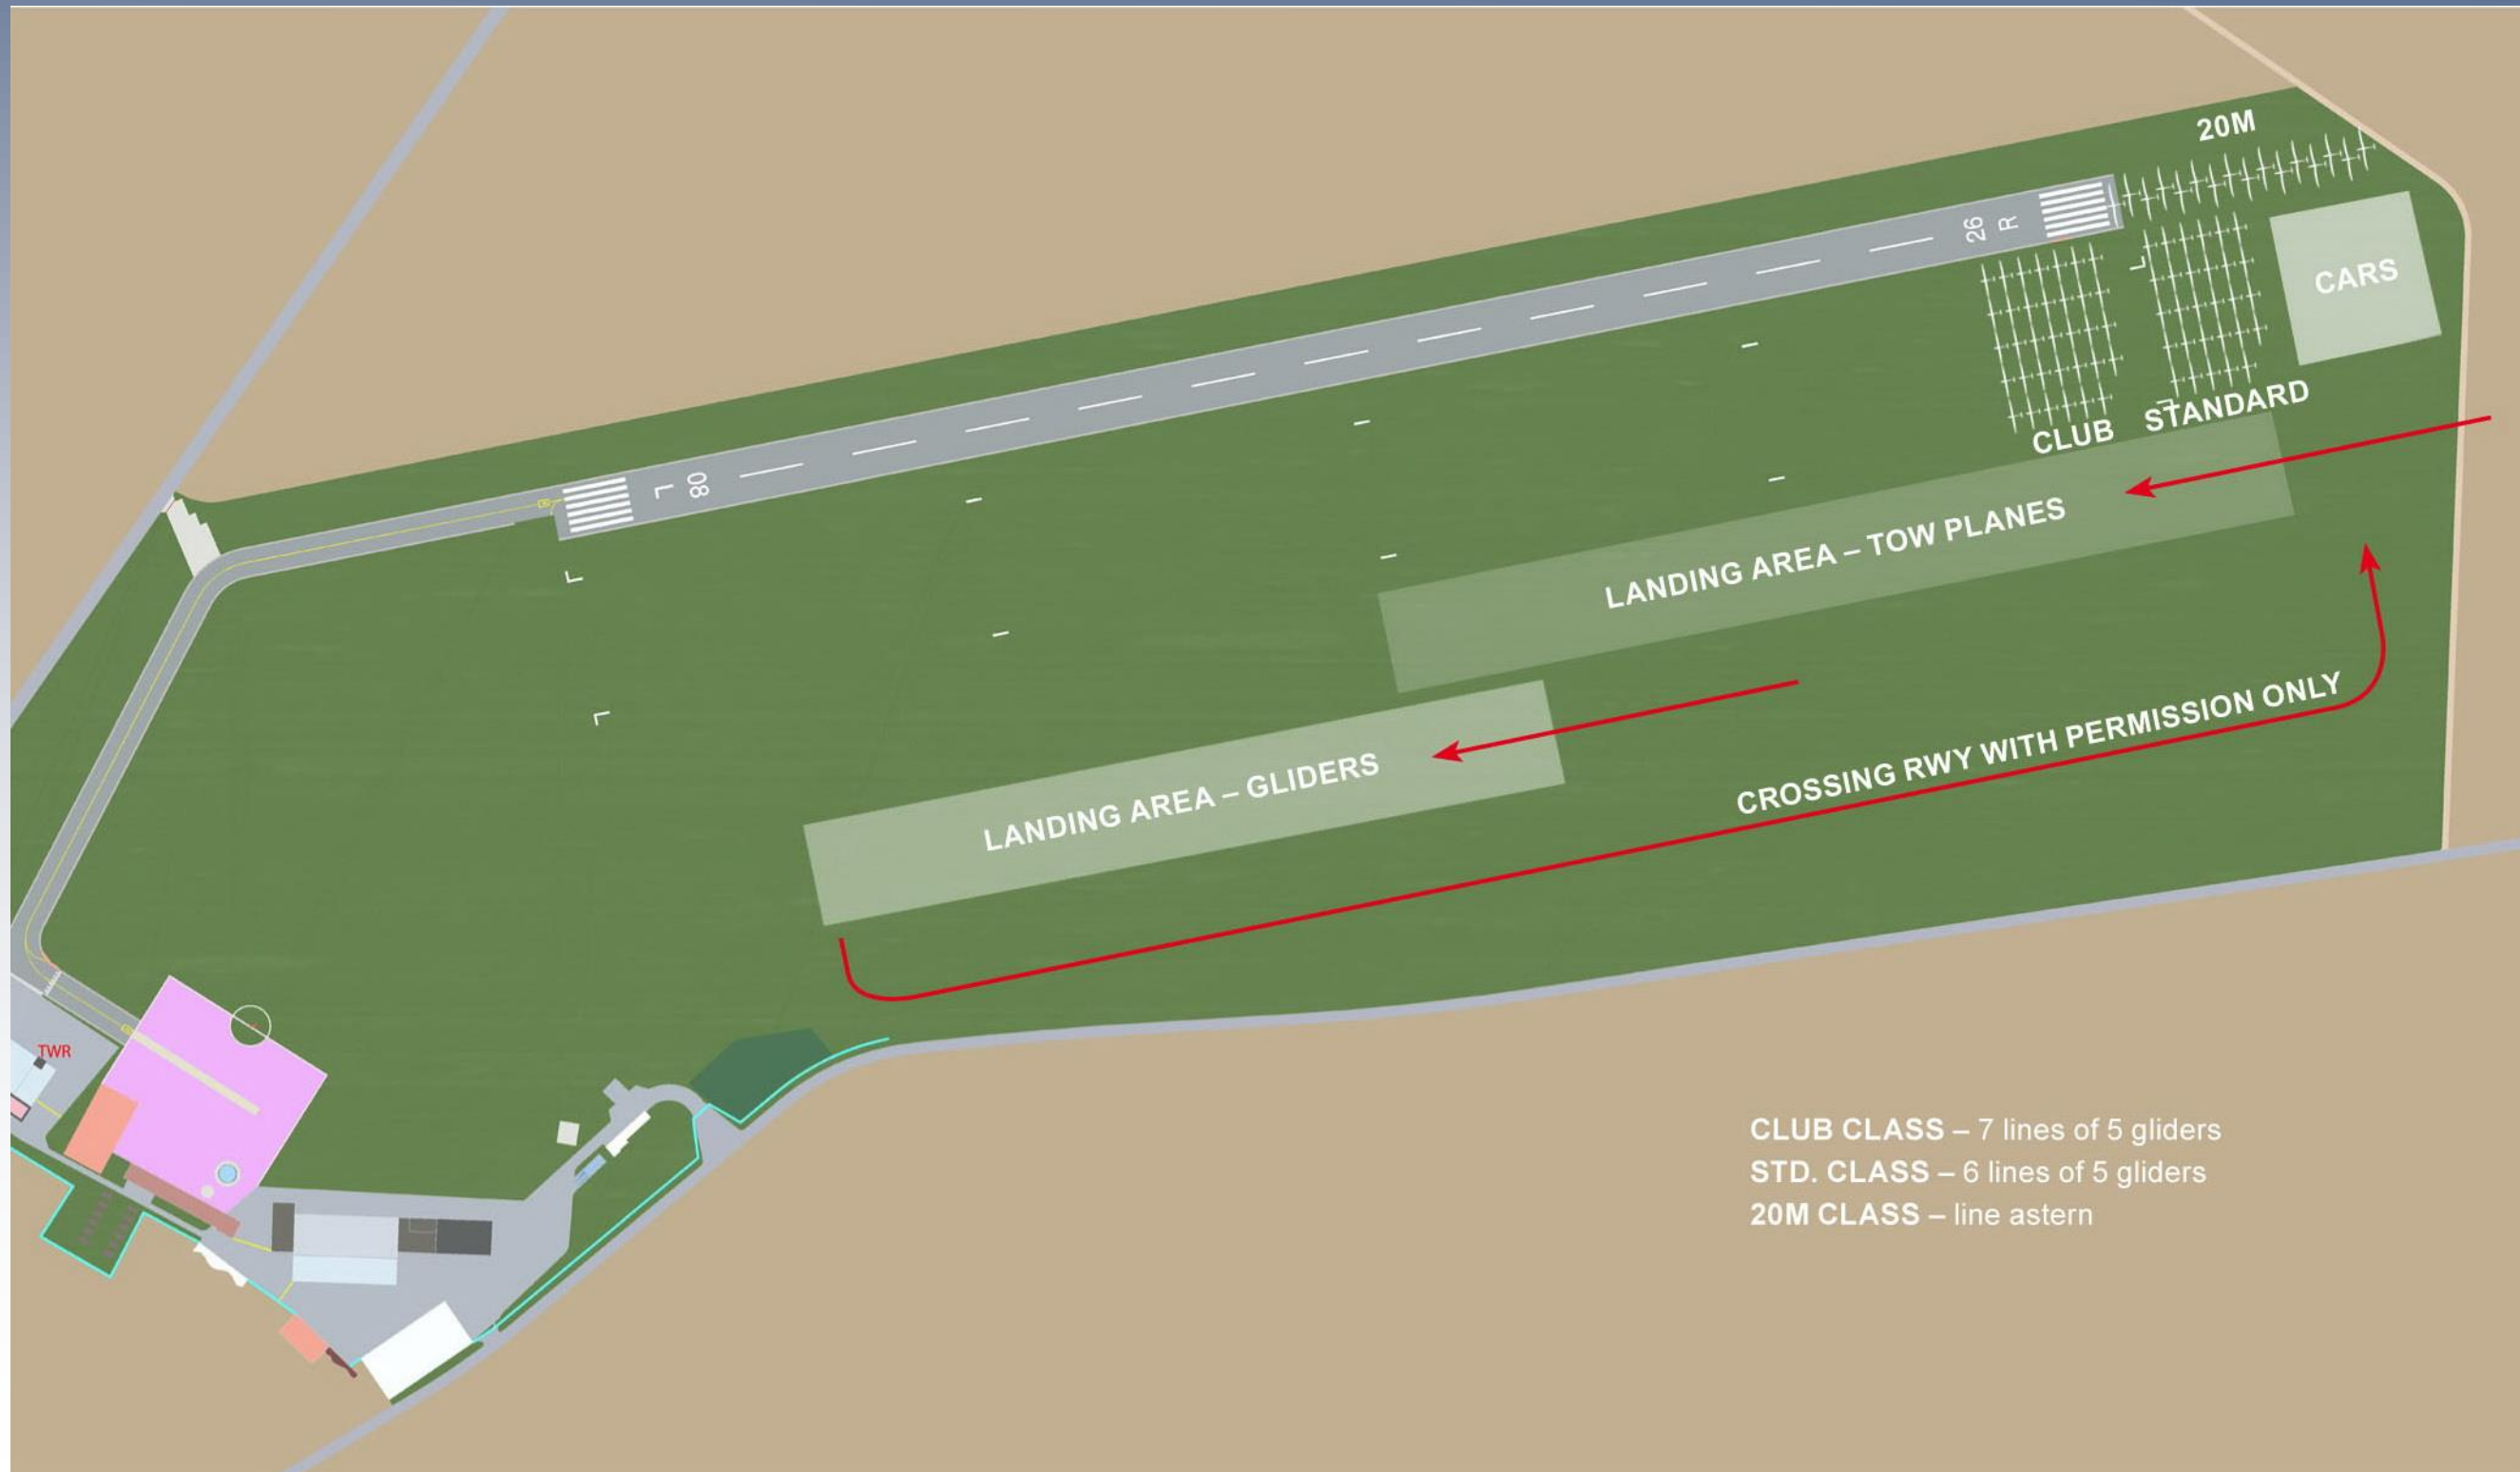 20M
CARS
26
R
STANDARD
CLUB
L
08
LANDING AREA – TOW PLANES
CROSSING RWY WITH PERMISSION ONLY
LANDING AREA – GLIDERS
TWR
CLUB CLASS – 7 lines of 5 gliders
STD. CLASS – 6 lines of 5 gliders
20M CLASS – line astern